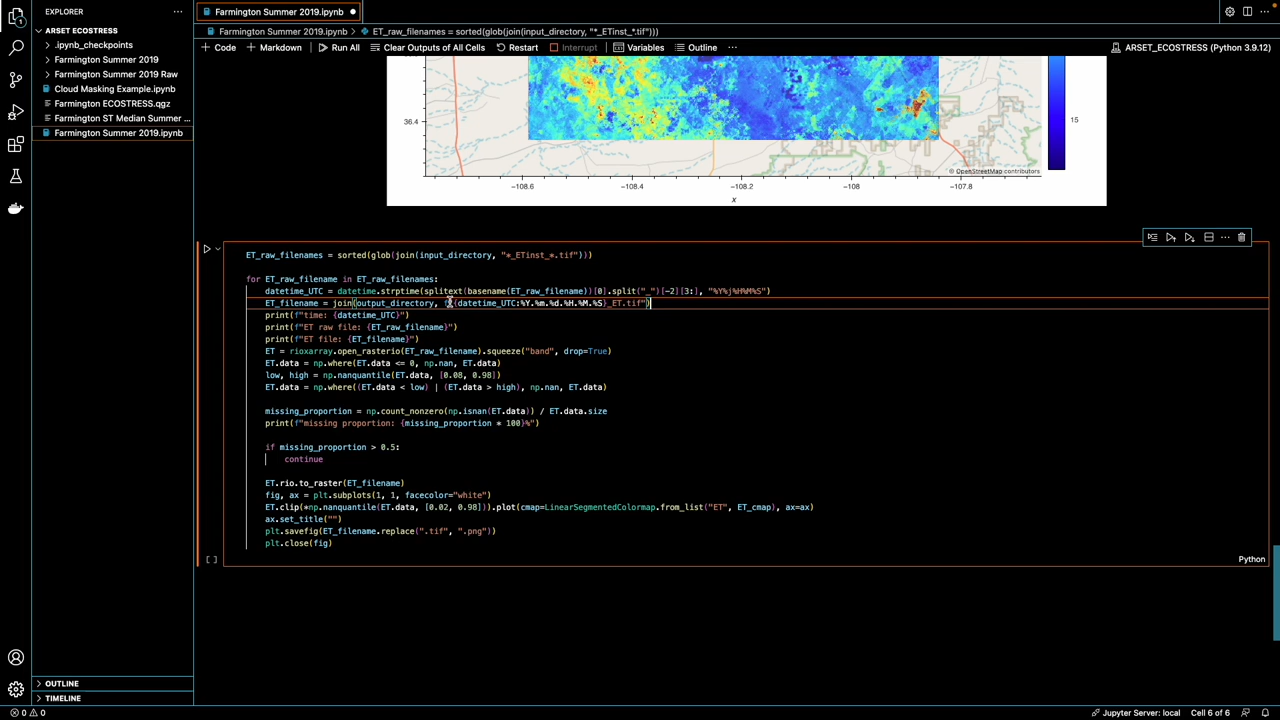 EXPLORER
ARSET ECOSTRESS
.ipynb_checkpoints
Farmington Summer 2019
Farmington Summer 2019 Raw
Cloud Masking Example.ipynb
Farmington ECOSTRESS.qgz
Farmington ST Median Summer ...
Farmington Summer 2019.ipynb
OUTLINE
TIMELINE
0 0
1
Farmington Summer 2019.ipynb
Farmington Summer 2019.ipynb > ET_raw_filenames = sorted(glob(join(input_directory, "*_ETinst_*.tif")))
+ Code + Markdown Run All Clear Outputs of All Cells Restart Interrupt Variables Outline ...
ARSET_ECOSTRESS (Python 3.9.12)
36.4
15
© OpenStreetMap contributors
−108.6 −108.4 −108.2 −108 −107.8
x
ET_raw_filenames = sorted(glob(join(input_directory, "*_ETinst_*.tif")))
for ET_raw_filename in ET_raw_filenames:
datetime_UTC = datetime.strptime(splitext(basename(ET_raw_filename))[0].split("_")[-2][3:], "%Y%j%H%M%S")
ET_filename = join(output_directory, f"{datetime_UTC:%Y.%m.%d.%H.%M.%S}_ET.tif")
print(f"time: {datetime_UTC}")
print(f"ET raw file: {ET_raw_filename}")
print(f"ET file: {ET_filename}")
ET = rioxarray.open_rasterio(ET_raw_filename).squeeze("band", drop=True)
ET.data = np.where(ET.data <= 0, np.nan, ET.data)
low, high = np.nanquantile(ET.data, [0.08, 0.98])
ET.data = np.where((ET.data < low) | (ET.data > high), np.nan, ET.data)
missing_proportion = np.count_nonzero(np.isnan(ET.data)) / ET.data.size
print(f"missing proportion: {missing_proportion * 100}%")
if missing_proportion > 0.5:
continue
ET.rio.to_raster(ET_filename)
fig, ax = plt.subplots(1, 1, facecolor="white")
ET.clip(*np.nanquantile(ET.data, [0.02, 0.98])).plot(cmap=LinearSegmentedColormap.from_list("ET", ET_cmap), ax=ax)
ax.set_title("")
plt.savefig(ET_filename.replace(".tif", ".png"))
plt.close(fig)
[ ]
Python
Jupyter Server: local Cell 6 of 6